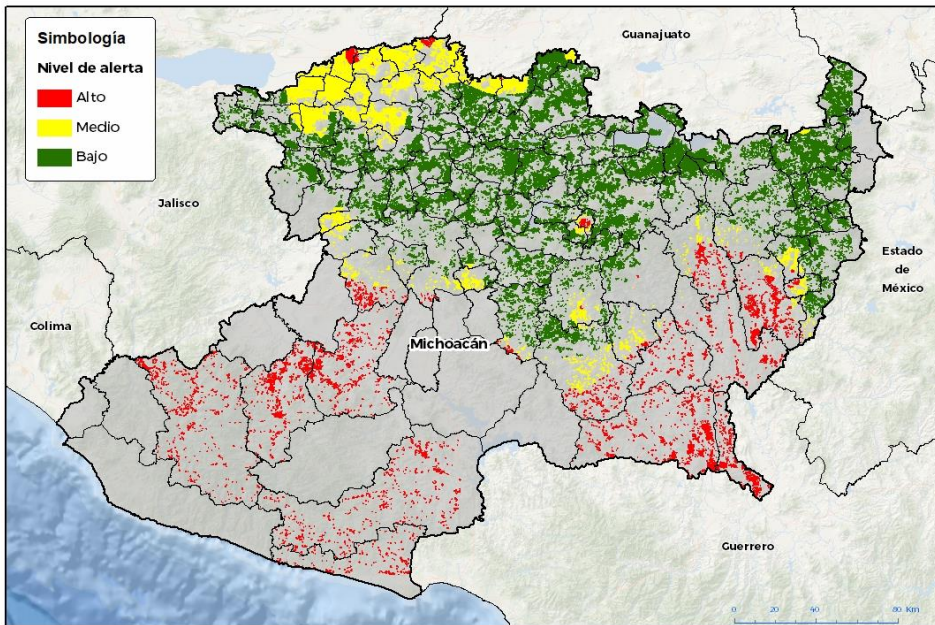 Simbología
Nivel de alerta
Alto
Medio
Bajo
Guanajuato
Jalisco
Estado
de
México
Colima
Michoacán
Guerrero
0 20 40 80 Km